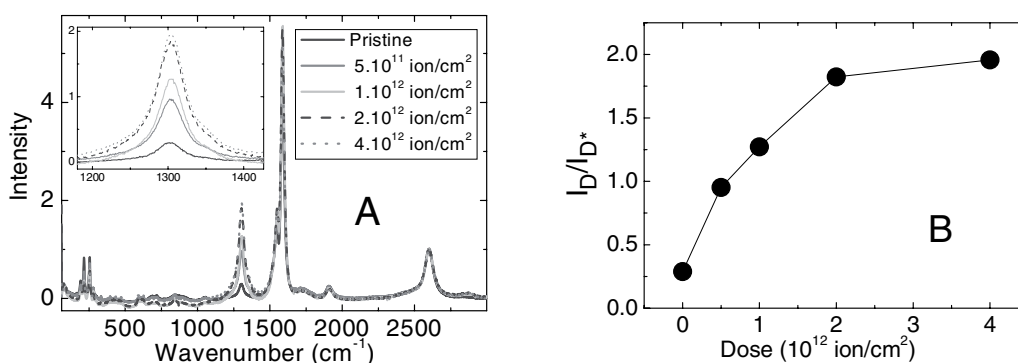 2
1
0
1200 1300 1400
Pristine
5.10¹¹ ion/cm²
1.10¹² ion/cm²
2.10¹² ion/cm²
4.10¹² ion/cm²
Intensity
4
2
0
A
500 1000 1500 2000 2500
Wavenumber (cm⁻¹)
I_D/I_D*
2.0
1.5
1.0
0.5
0.0
B
0 1 2 3 4
Dose (10¹² ion/cm²)